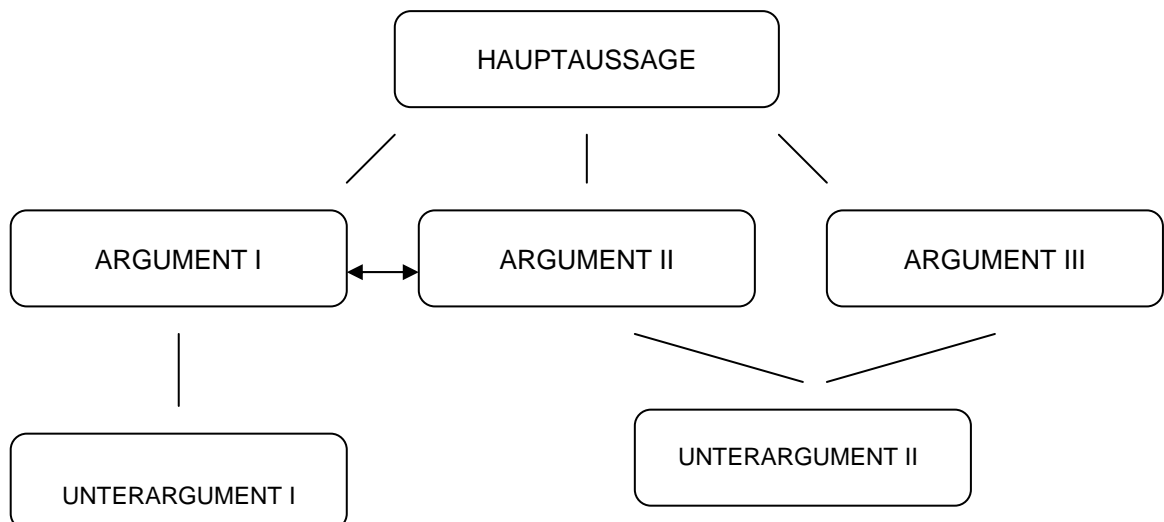 HAUPTAUSSAGE
ARGUMENT I
ARGUMENT II
ARGUMENT III
UNTERARGUMENT II
UNTERARGUMENT I